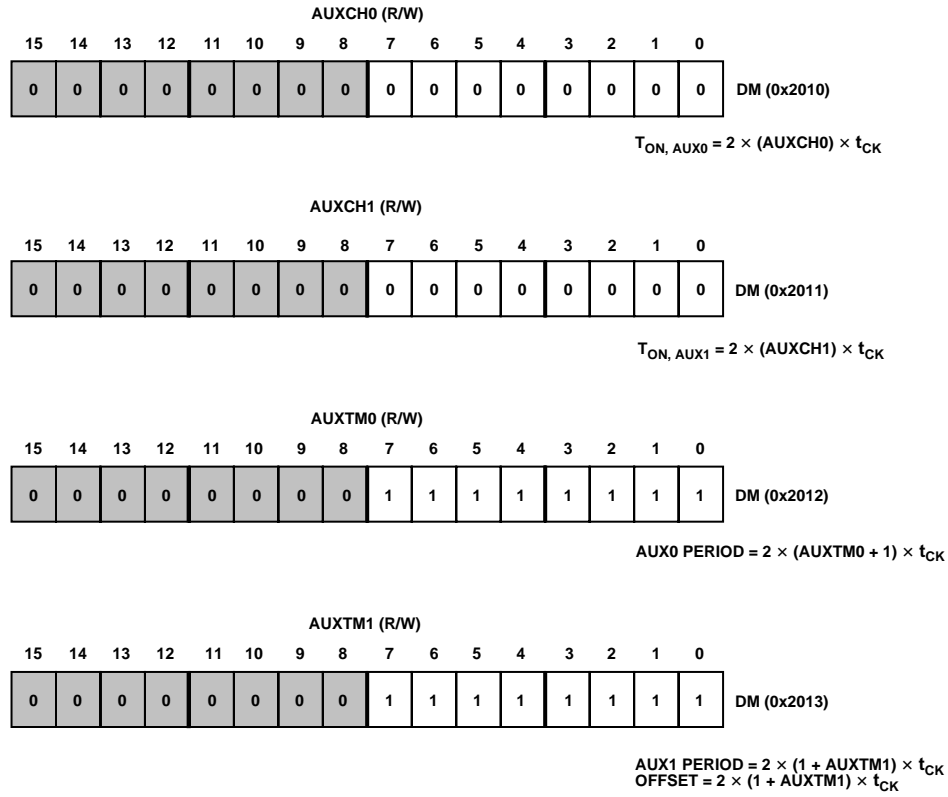 AUXCH0 (R/W)
15 14 13 12 11 10 9 8 7 6 5 4 3 2 1 0
0 0 0 0 0 0 0 0 0 0 0 0 0 0 0 0 DM (0x2010)
T_ON, AUX0 = 2 × (AUXCH0) × t_CK
AUXCH1 (R/W)
15 14 13 12 11 10 9 8 7 6 5 4 3 2 1 0
0 0 0 0 0 0 0 0 0 0 0 0 0 0 0 0 DM (0x2011)
T_ON, AUX1 = 2 × (AUXCH1) × t_CK
AUXTM0 (R/W)
15 14 13 12 11 10 9 8 7 6 5 4 3 2 1 0
0 0 0 0 0 0 0 0 1 1 1 1 1 1 1 1 DM (0x2012)
AUX0 PERIOD = 2 × (AUXTM0 + 1) × t_CK
AUXTM1 (R/W)
15 14 13 12 11 10 9 8 7 6 5 4 3 2 1 0
0 0 0 0 0 0 0 0 1 1 1 1 1 1 1 1 DM (0x2013)
AUX1 PERIOD = 2 × (1 + AUXTM1) × t_CK
OFFSET = 2 × (1 + AUXTM1) × t_CK